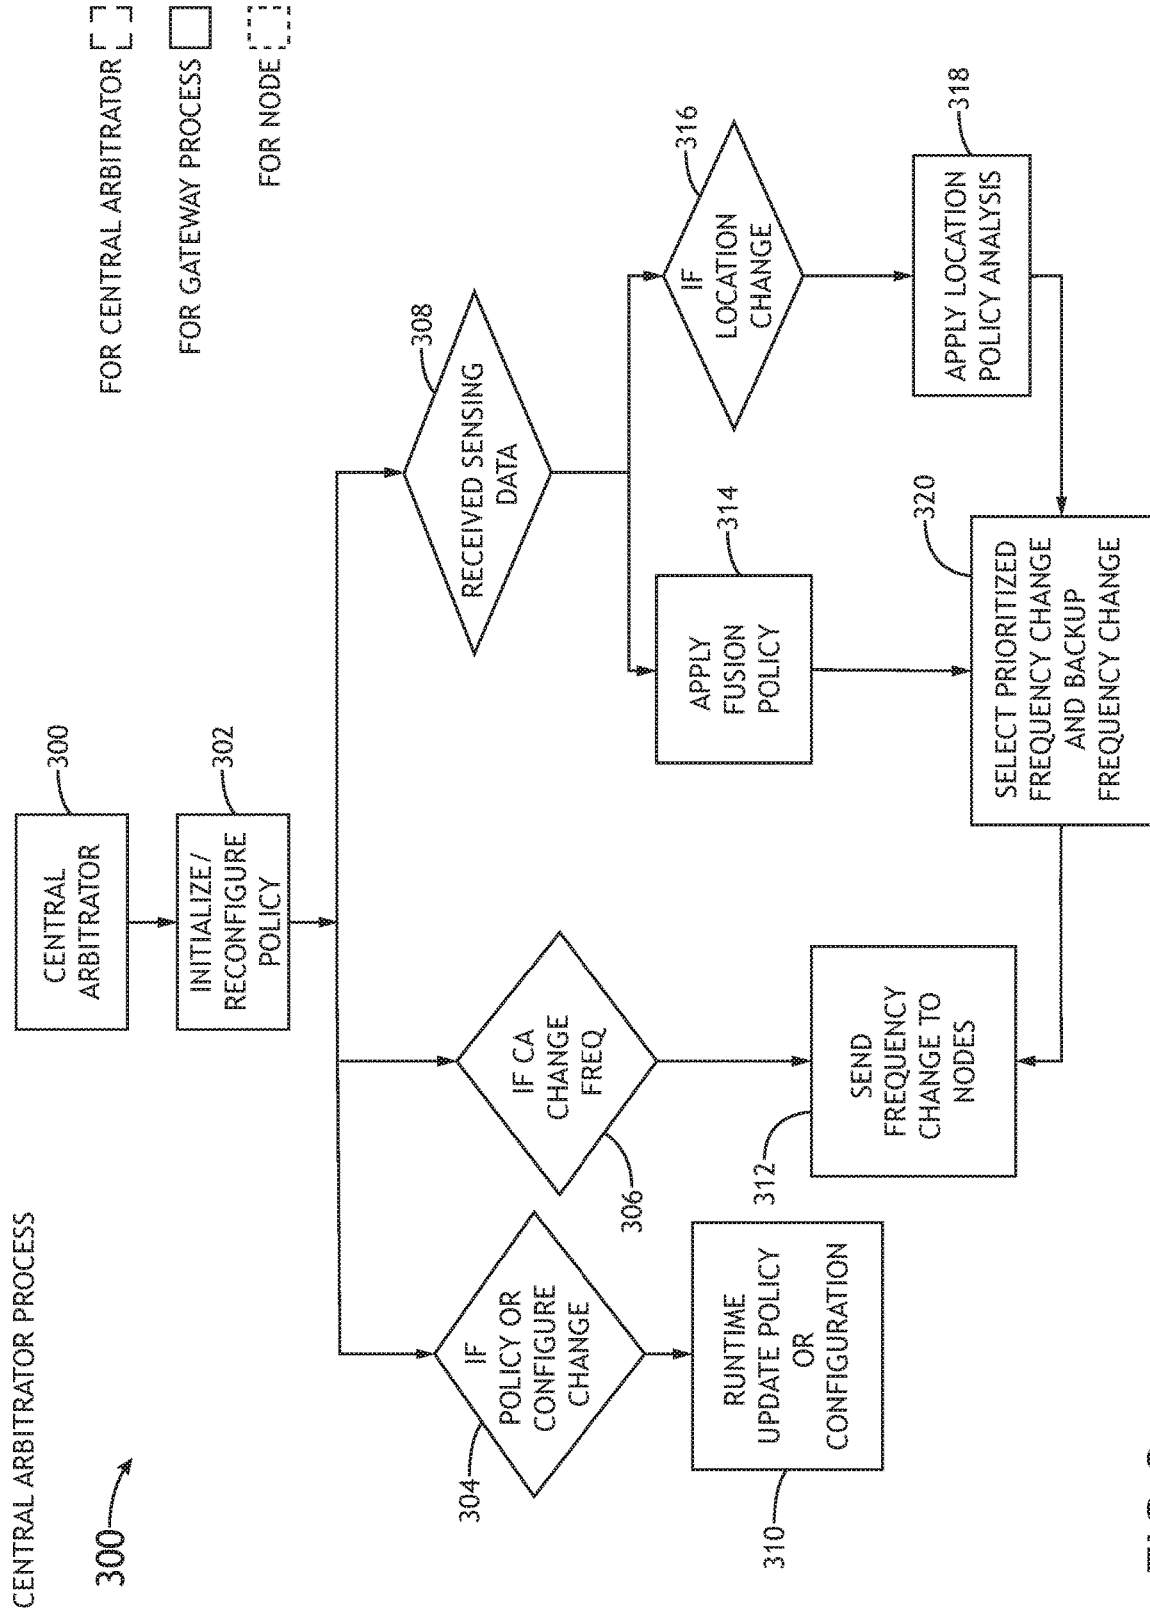 CENTRAL ARBITRATOR PROCESS
300
CENTRAL
ARBITRATOR
300
INITIALIZE/
RECONFIGURE
POLICY
302
FOR CENTRAL ARBITRATOR
FOR GATEWAY PROCESS
FOR NODE
IF
POLICY OR
CONFIGURE
CHANGE
304
IF CA
CHANGE
FREQ
306
RECEIVED SENSING
DATA
308
RUNTIME
UPDATE POLICY
OR
CONFIGURATION
310
SEND
FREQUENCY
CHANGE TO
NODES
312
APPLY
FUSION
POLICY
314
IF
LOCATION
CHANGE
316
APPLY LOCATION
POLICY ANALYSIS
318
SELECT PRIORITIZED
FREQUENCY CHANGE
AND BACKUP
FREQUENCY CHANGE
320